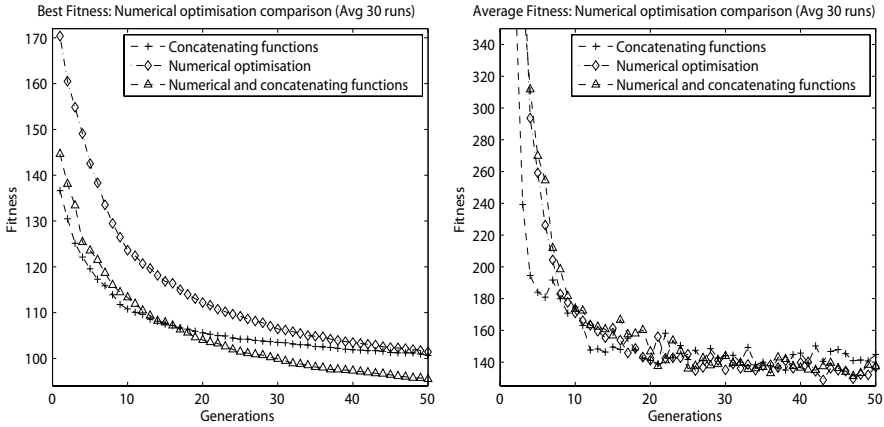 Best Fitness: Numerical optimisation comparison (Avg 30 runs)
170
160
150
140
130
120
110
100
Fitness
Concatenating functions
Numerical optimisation
Numerical and concatenating functions
0 10 20 30 40 50
Generations
Average Fitness: Numerical optimisation comparison (Avg 30 runs)
340
320
300
280
260
240
220
200
180
160
140
Fitness
Concatenating functions
Numerical optimisation
Numerical and concatenating functions
0 10 20 30 40 50
Generations